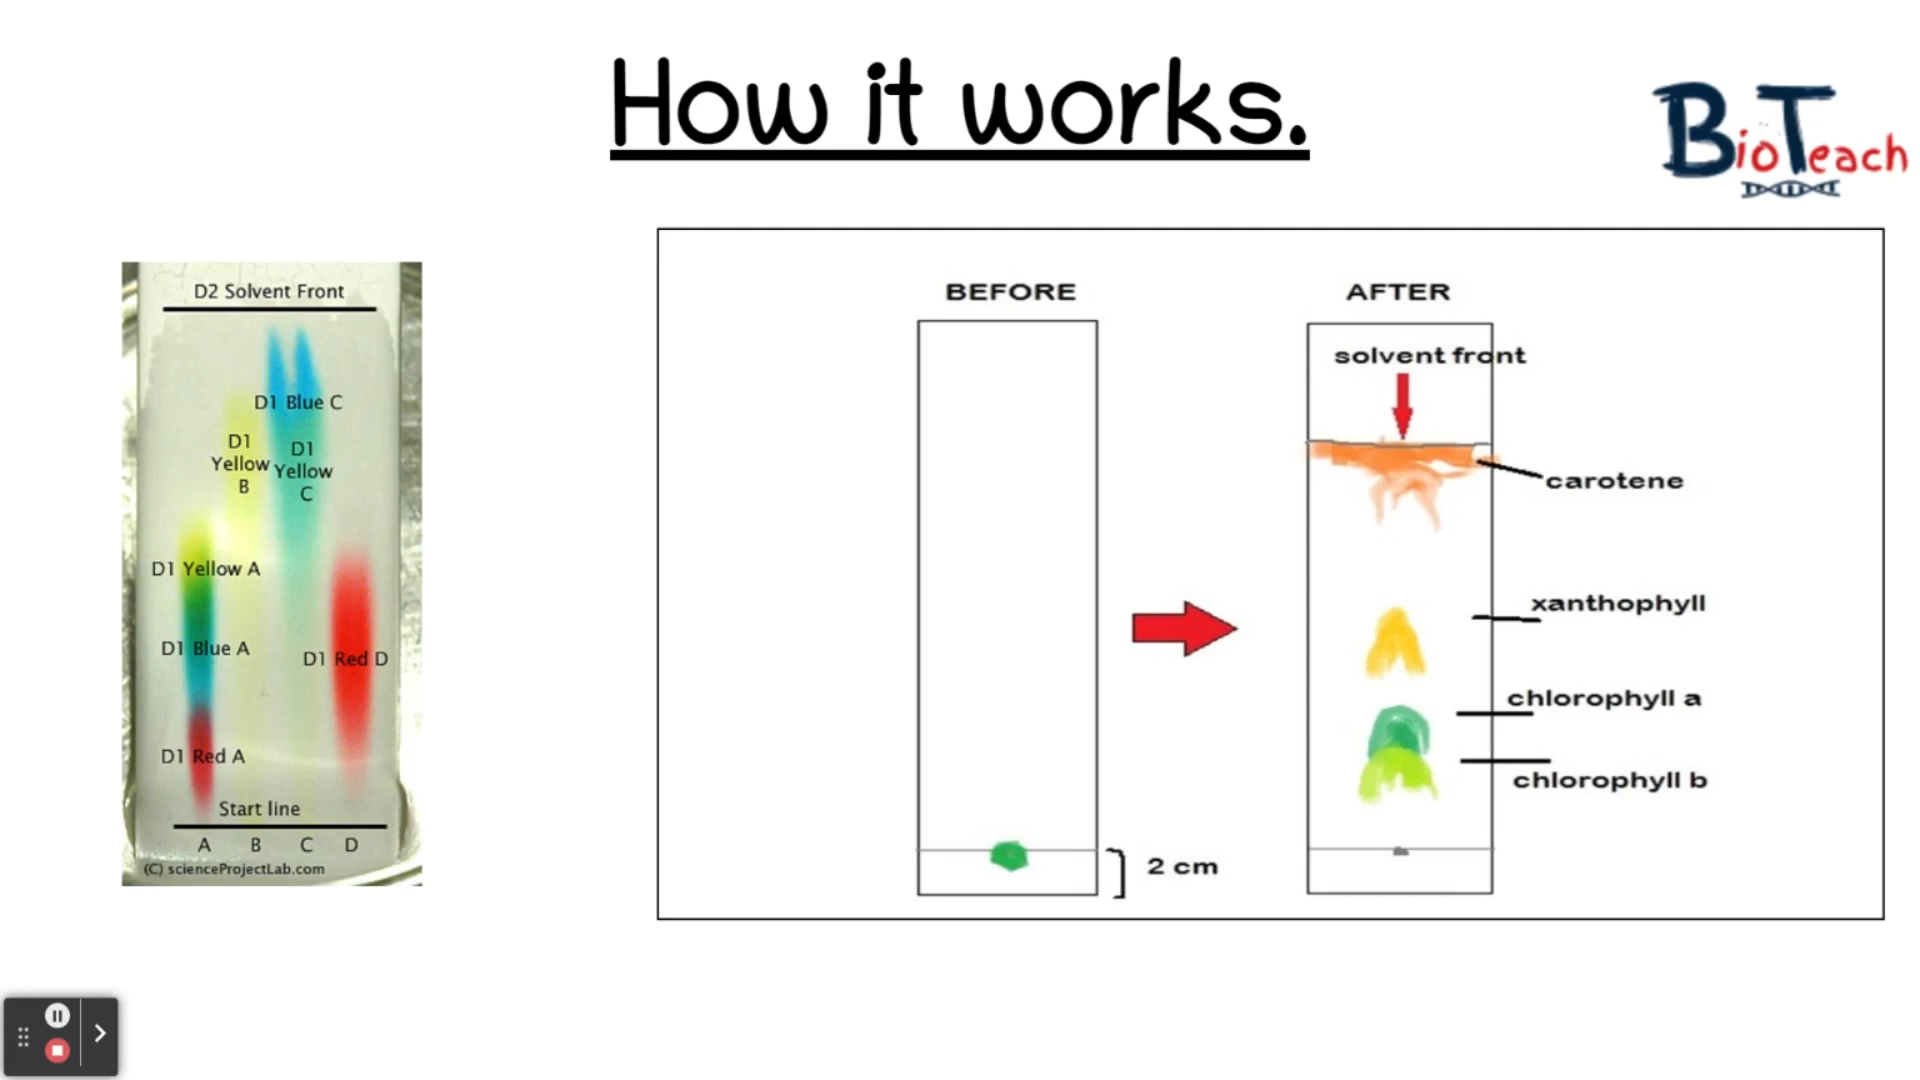 How it works.
BioTeach
D2 Solvent Front
D1 Blue C
D1
Yellow
B
D1
Yellow
C
D1 Yellow A
D1 Blue A
D1 Red D
D1 Red A
Start line
A B C D
(C) scienceProjectLab.com
BEFORE
2 cm
AFTER
solvent front
carotene
xanthophyll
chlorophyll a
chlorophyll b